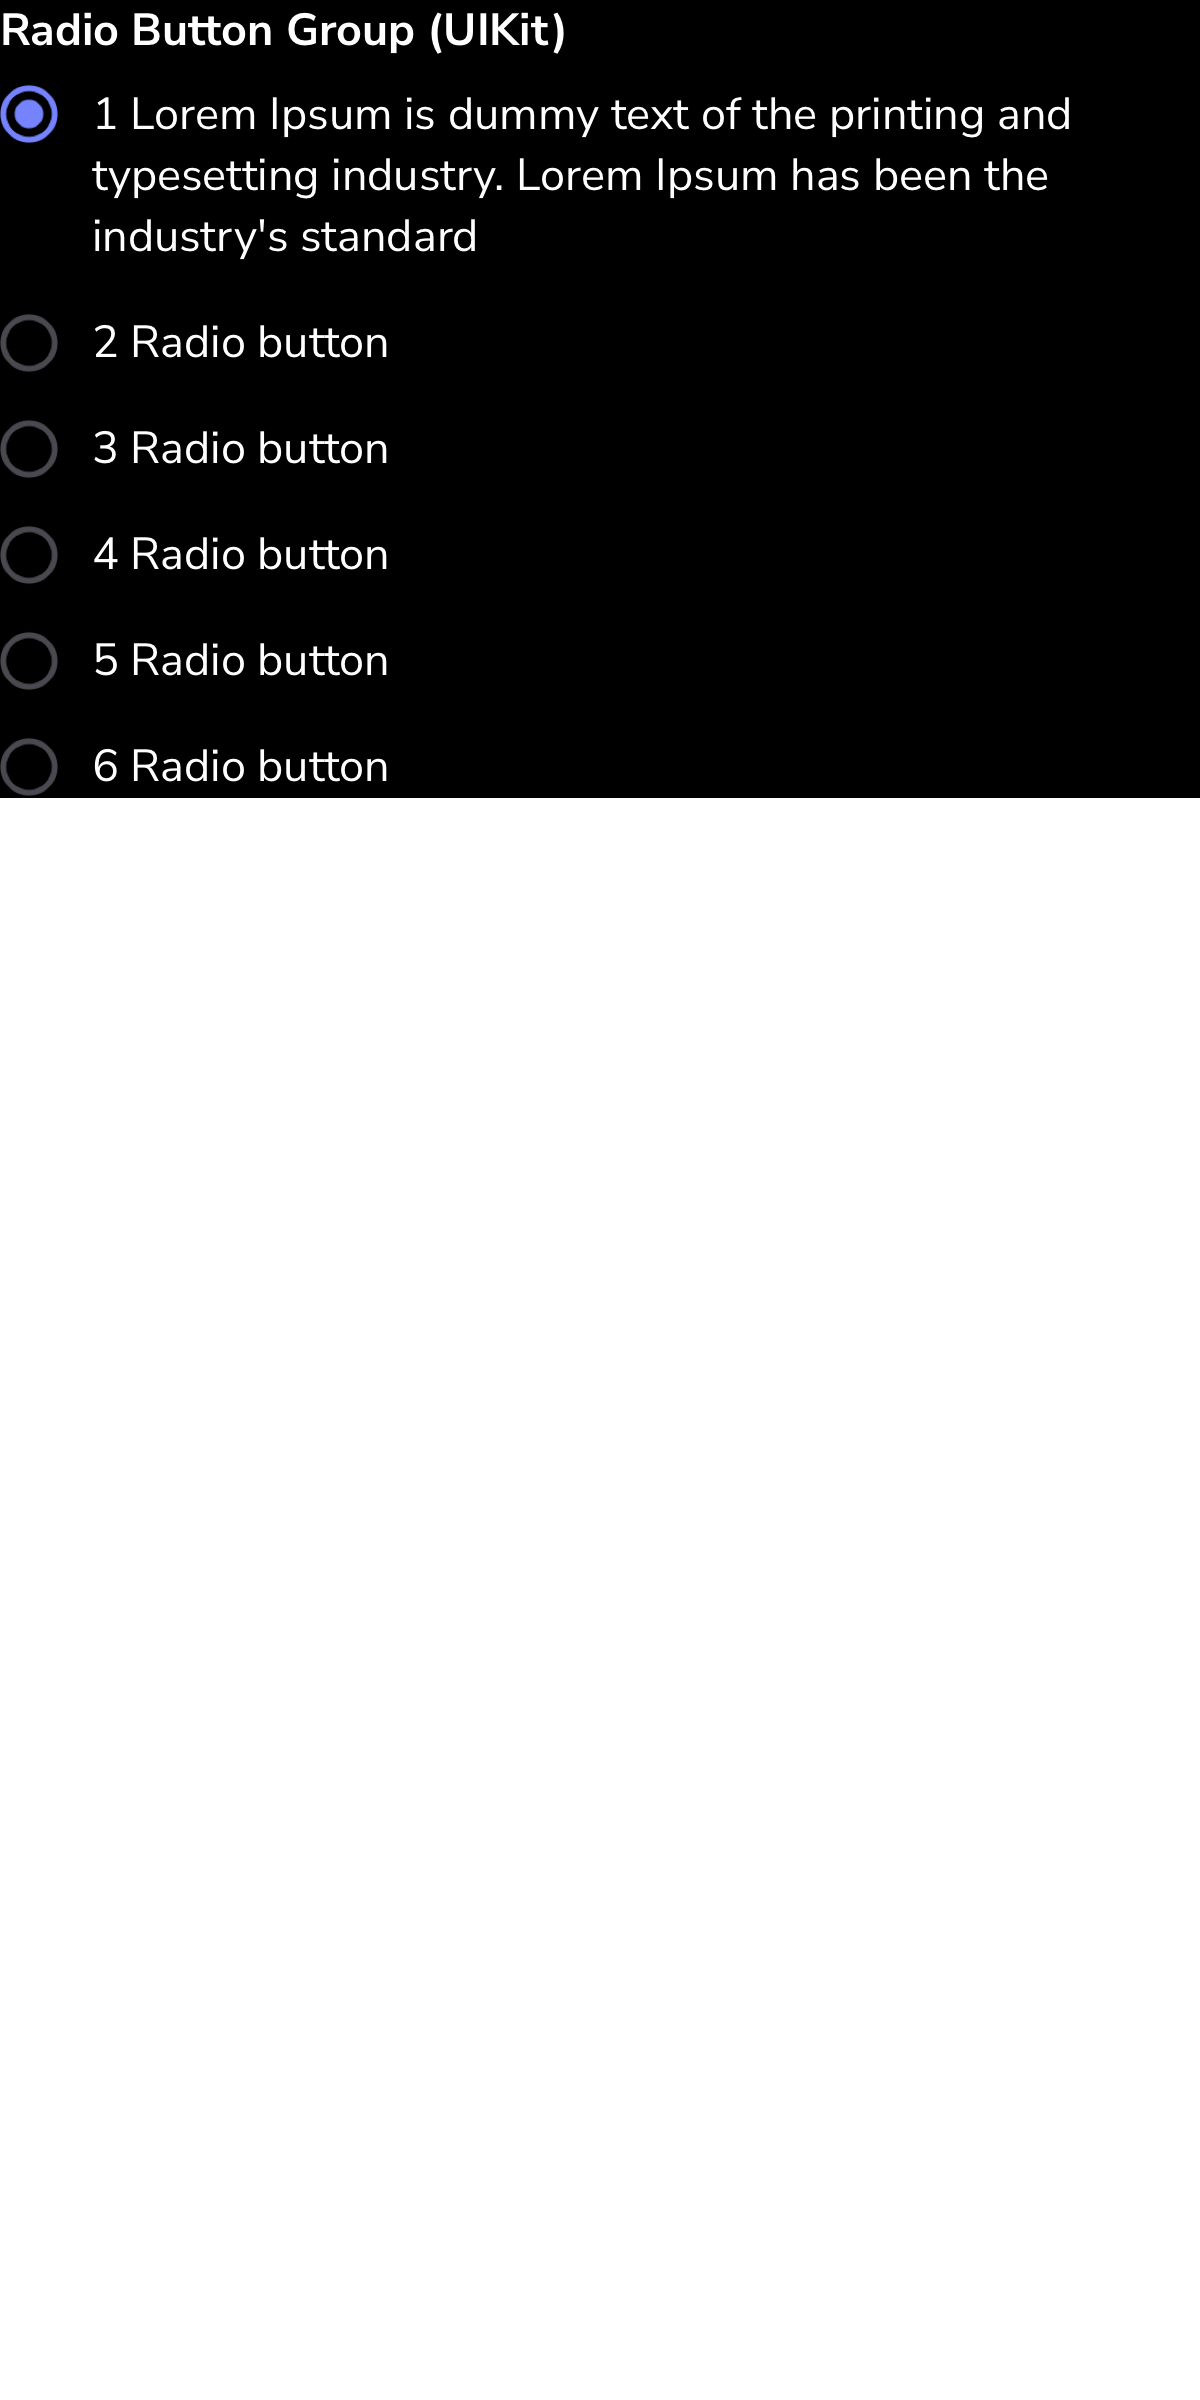 Radio Button Group (UIKit)
1 Lorem Ipsum is dummy text of the printing and
typesetting industry. Lorem Ipsum has been the
industry's standard
2 Radio button
3 Radio button
4 Radio button
5 Radio button
6 Radio button